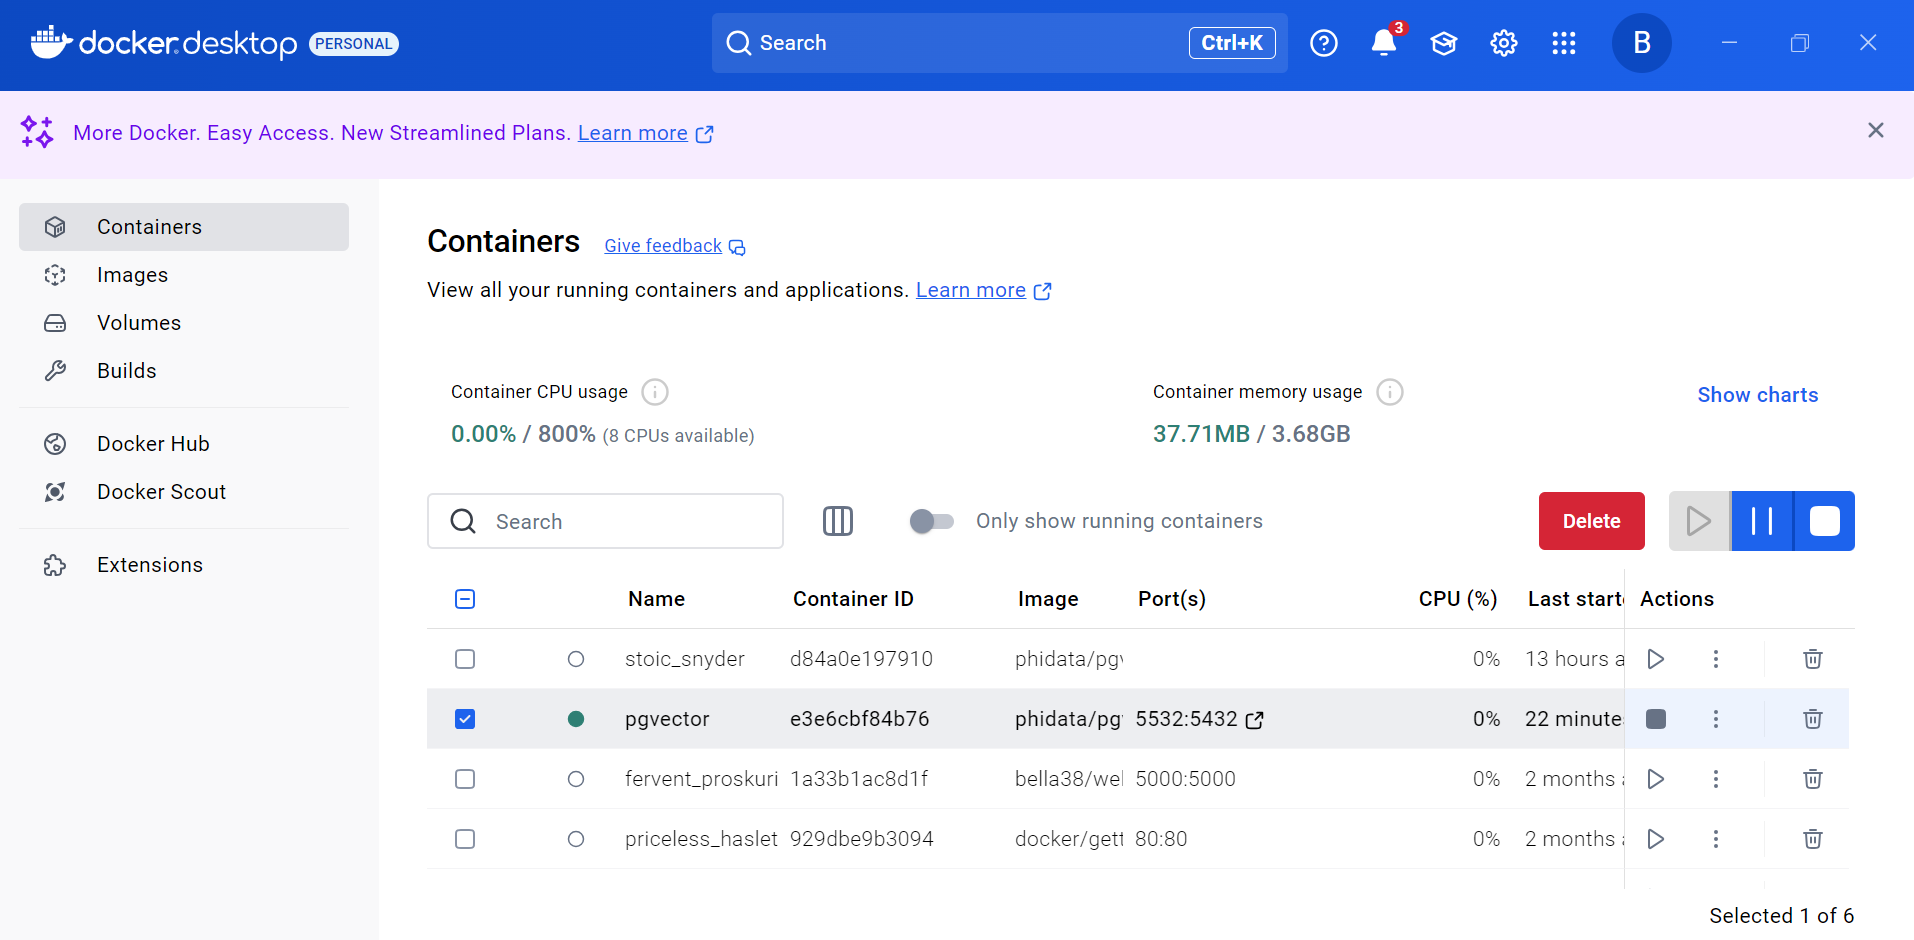 docker desktop PERSONAL
Search Ctrl+K
3
B
More Docker. Easy Access. New Streamlined Plans. Learn more
Containers
Images
Volumes
Builds
Docker Hub
Docker Scout
Extensions
Containers Give feedback
View all your running containers and applications. Learn more
Container CPU usage
0.00% / 800% (8 CPUs available)
Container memory usage
37.71MB / 3.68GB
Show charts
Search
Only show running containers
Delete
Name Container ID Image Port(s) CPU (%) Last starte Actions
stoic_snyder d84a0e197910 phidata/pgv 0% 13 hours a
pgvector e3e6cbf84b76 phidata/pg 5532:5432 0% 22 minute
fervent_proskuri 1a33b1ac8d1f bella38/wel 5000:5000 0% 2 months a
priceless_haslet 929dbe9b3094 docker/gett 80:80 0% 2 months a
Selected 1 of 6